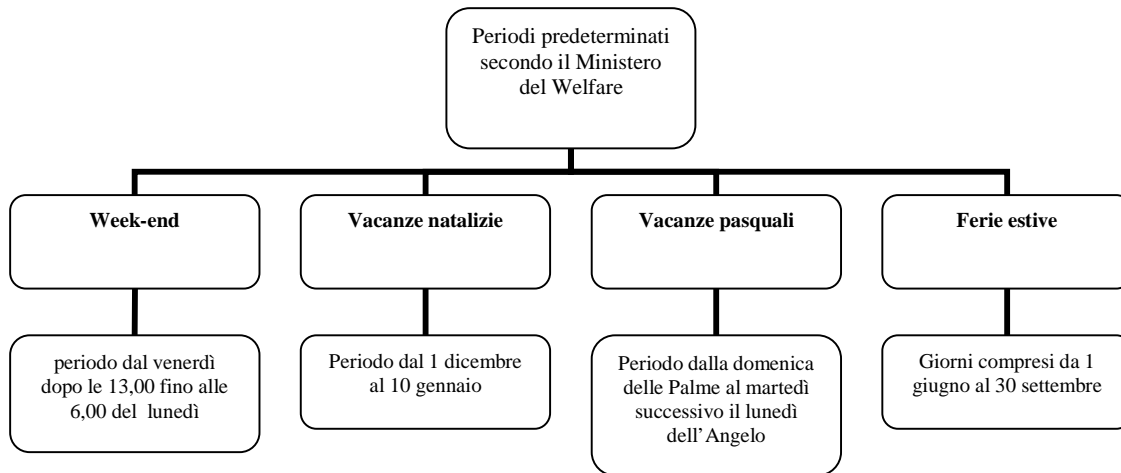 Periodi predeterminati
secondo il Ministero
del Welfare
Week-end
Vacanze natalizie
Vacanze pasquali
Ferie estive
periodo dal venerdì
dopo le 13,00 fino alle
6,00 del lunedì
Periodo dal 1 dicembre
al 10 gennaio
Periodo dalla domenica
delle Palme al martedì
successivo il lunedì
dell’Angelo
Giorni compresi da 1
giugno al 30 settembre